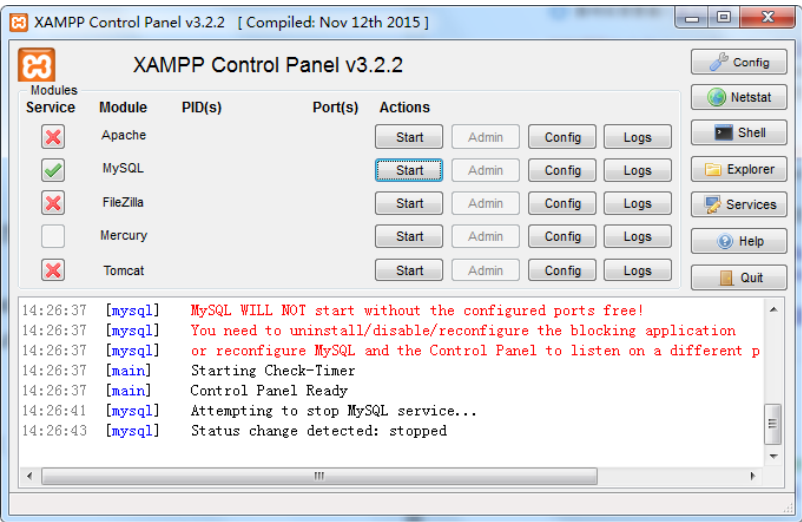 XAMPP Control Panel v3.2.2 [ Compiled: Nov 12th 2015 ]
XAMPP Control Panel v3.2.2
Config
Modules
Service Module PID(s) Port(s) Actions
Netstat
Apache Start Admin Config Logs
Shell
MySQL Start Admin Config Logs
Explorer
FileZilla Start Admin Config Logs
Services
Mercury Start Admin Config Logs
Help
Tomcat Start Admin Config Logs
Quit
14:26:37 [mysql] MySQL WILL NOT start without the configured ports free!
14:26:37 [mysql] You need to uninstall/disable/reconfigure the blocking application
14:26:37 [mysql] or reconfigure MySQL and the Control Panel to listen on a different p
14:26:37 [main] Starting Check-Timer
14:26:37 [main] Control Panel Ready
14:26:41 [mysql] Attempting to stop MySQL service...
14:26:43 [mysql] Status change detected: stopped